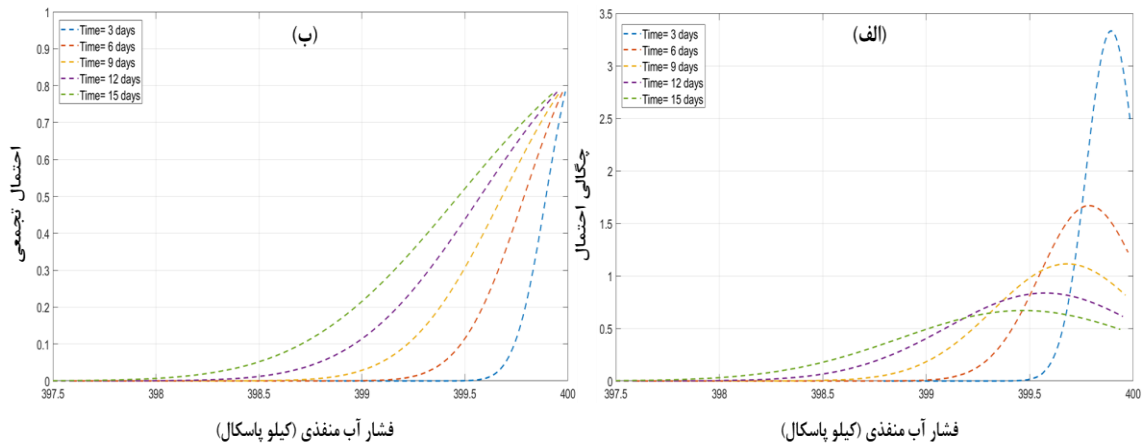 (ب)
Time= 3 days
Time= 6 days
Time= 9 days
Time= 12 days
Time= 15 days
احتمال تجمعی
1
0.9
0.8
0.7
0.6
0.5
0.4
0.3
0.2
0.1
0
397.5 398 398.5 399 399.5 400
فشار آب منفذی (کیلو پاسکال)
(الف)
Time= 3 days
Time= 6 days
Time= 9 days
Time= 12 days
Time= 15 days
چگالی احتمال
3.5
3
2.5
2
1.5
1
0.5
0
397.5 398 398.5 399 399.5 400
فشار آب منفذی (کیلو پاسکال)